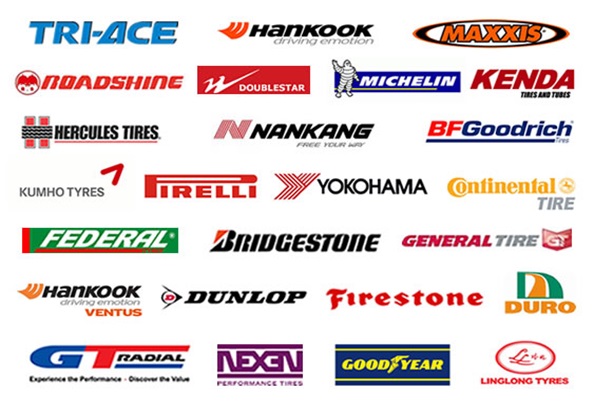 TRI-ACE
HANKOOK
driving emotion
MAXXIS
ROADSHINE
DOUBLESTAR
MICHELIN
KENDA
TIRES AND TUBES
HERCULES TIRES
NANKANG
FREE YOUR WAY
BFGoodrich
Tires
KUMHO TYRES
PIRELLI
YOKOHAMA
Continental
TIRE
FEDERAL
BRIDGESTONE
GENERAL TIRE
GT
HANKOOK
driving emotion
VENTUS
DUNLOP
Firestone
DURO
GT RADIAL
Experience the Performance - Discover the Value
NEXEN
PERFORMANCE TIRES
GOODYEAR
LINGLONG TYRES